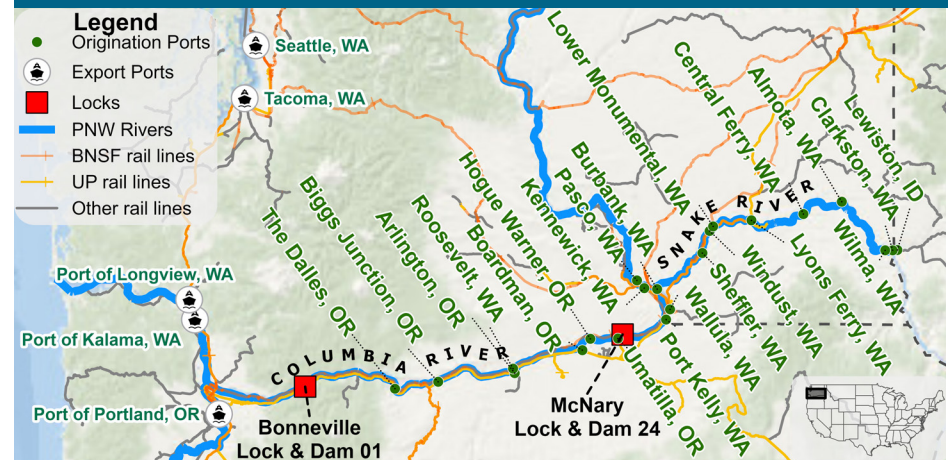 Legend
Origination Ports
Export Ports
Locks
PNW Rivers
BNSF rail lines
UP rail lines
Other rail lines
Seattle, WA
Tacoma, WA
Port of Longview, WA
Port of Kalama, WA
Port of Portland, OR
The Dalles, OR
Biggs Junction, OR
Arlington, OR
Roosevelt, WA
Boardman, OR
Hogue Warner, OR
Kennewick, WA
Pasco, WA
Burbank, WA
Lower Monumental, WA
Central Ferry, WA
Almota, WA
Clarkston, WA
Lewiston, ID
SNAKE RIVER
COLUMBIA RIVER
Wilma, WA
Lyons Ferry, WA
Windust, WA
Sheffler, WA
Wallula, WA
Port Kelly, WA
Umatilla, OR
Bonneville
Lock & Dam 01
McNary
Lock & Dam 24